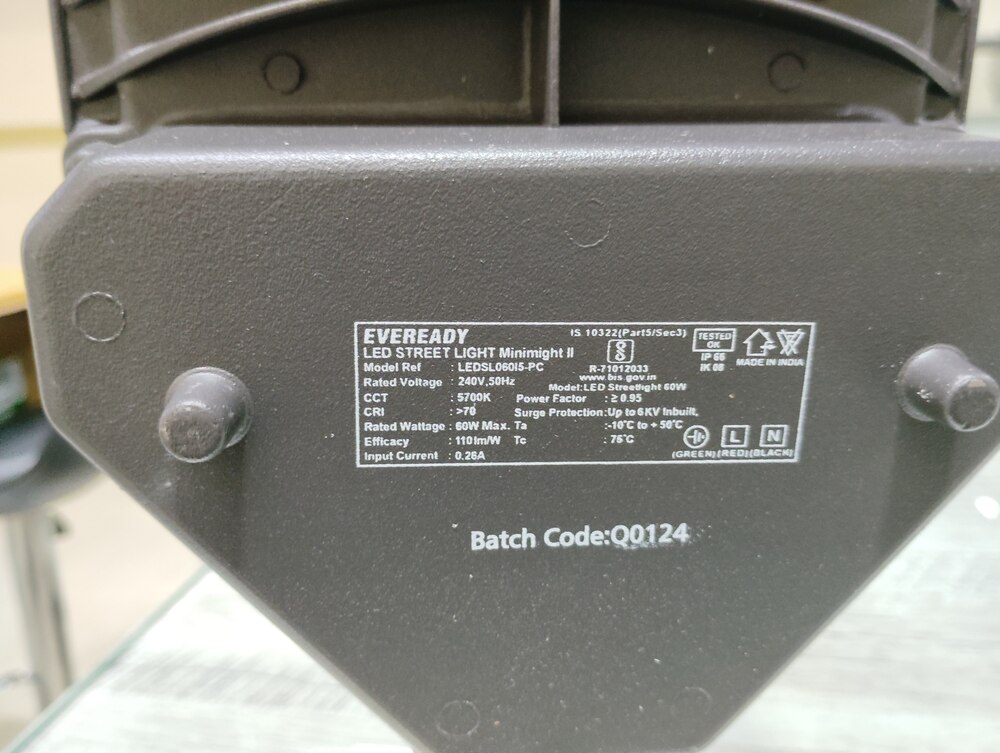 EVEREADY
LED STREET LIGHT Minimight II
Model Ref : LEDSL060I5-PC
Rated Voltage : 240V,50Hz
CCT : 5700K
CRI : >70
Rated Wattage : 60W Max.
Efficacy : 110lm/W
Input Current : 0.26A
IS 10322(Part5/Sec3)
R-71012033
www.bis.gov.in
Model:LED Streetlight 60W
Power Factor : ≥ 0.95
Surge Protection:Up to 6KV Inbuilt,
Ta :-10°C to + 50°C
Tc : 75°C
TESTED
OK
IP 66
IK 08
MADE IN INDIA
L N
(GREEN)(RED)(BLACK)
Batch Code:Q0124